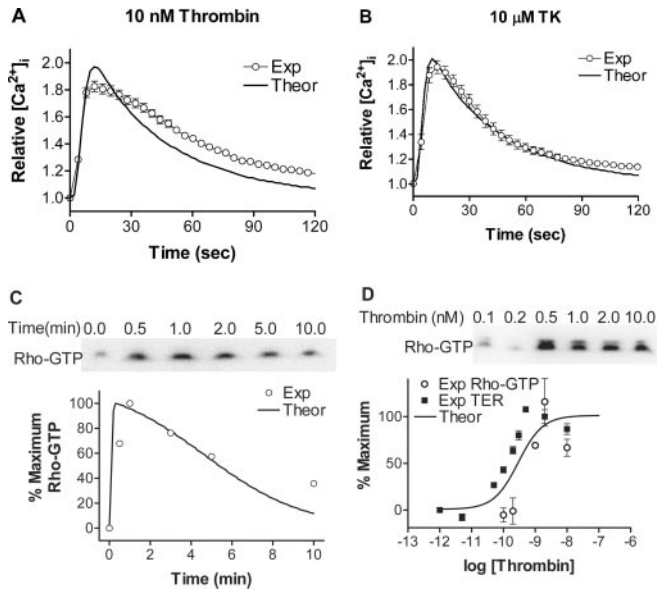 A
10 nM Thrombin
Relative [Ca²⁺]ᵢ
2.0
1.8
1.6
1.4
1.2
1.0
Exp
Theor
0 30 60 90 120
Time (sec)
B
10 μM TK
Relative [Ca²⁺]ᵢ
2.0
1.8
1.6
1.4
1.2
1.0
Exp
Theor
0 30 60 90 120
Time (sec)
C
Time(min) 0.0 0.5 1.0 2.0 5.0 10.0
Rho-GTP
% Maximum
Rho-GTP
100
80
60
40
20
0
Exp
Theor
0 2 4 6 8 10
Time (min)
D
Thrombin (nM) 0.1 0.2 0.5 1.0 2.0 10.0
Rho-GTP
% Maximum
100
50
0
Exp Rho-GTP
Exp TER
Theor
-13 -12 -11 -10 -9 -8 -7 -6
log [Thrombin]